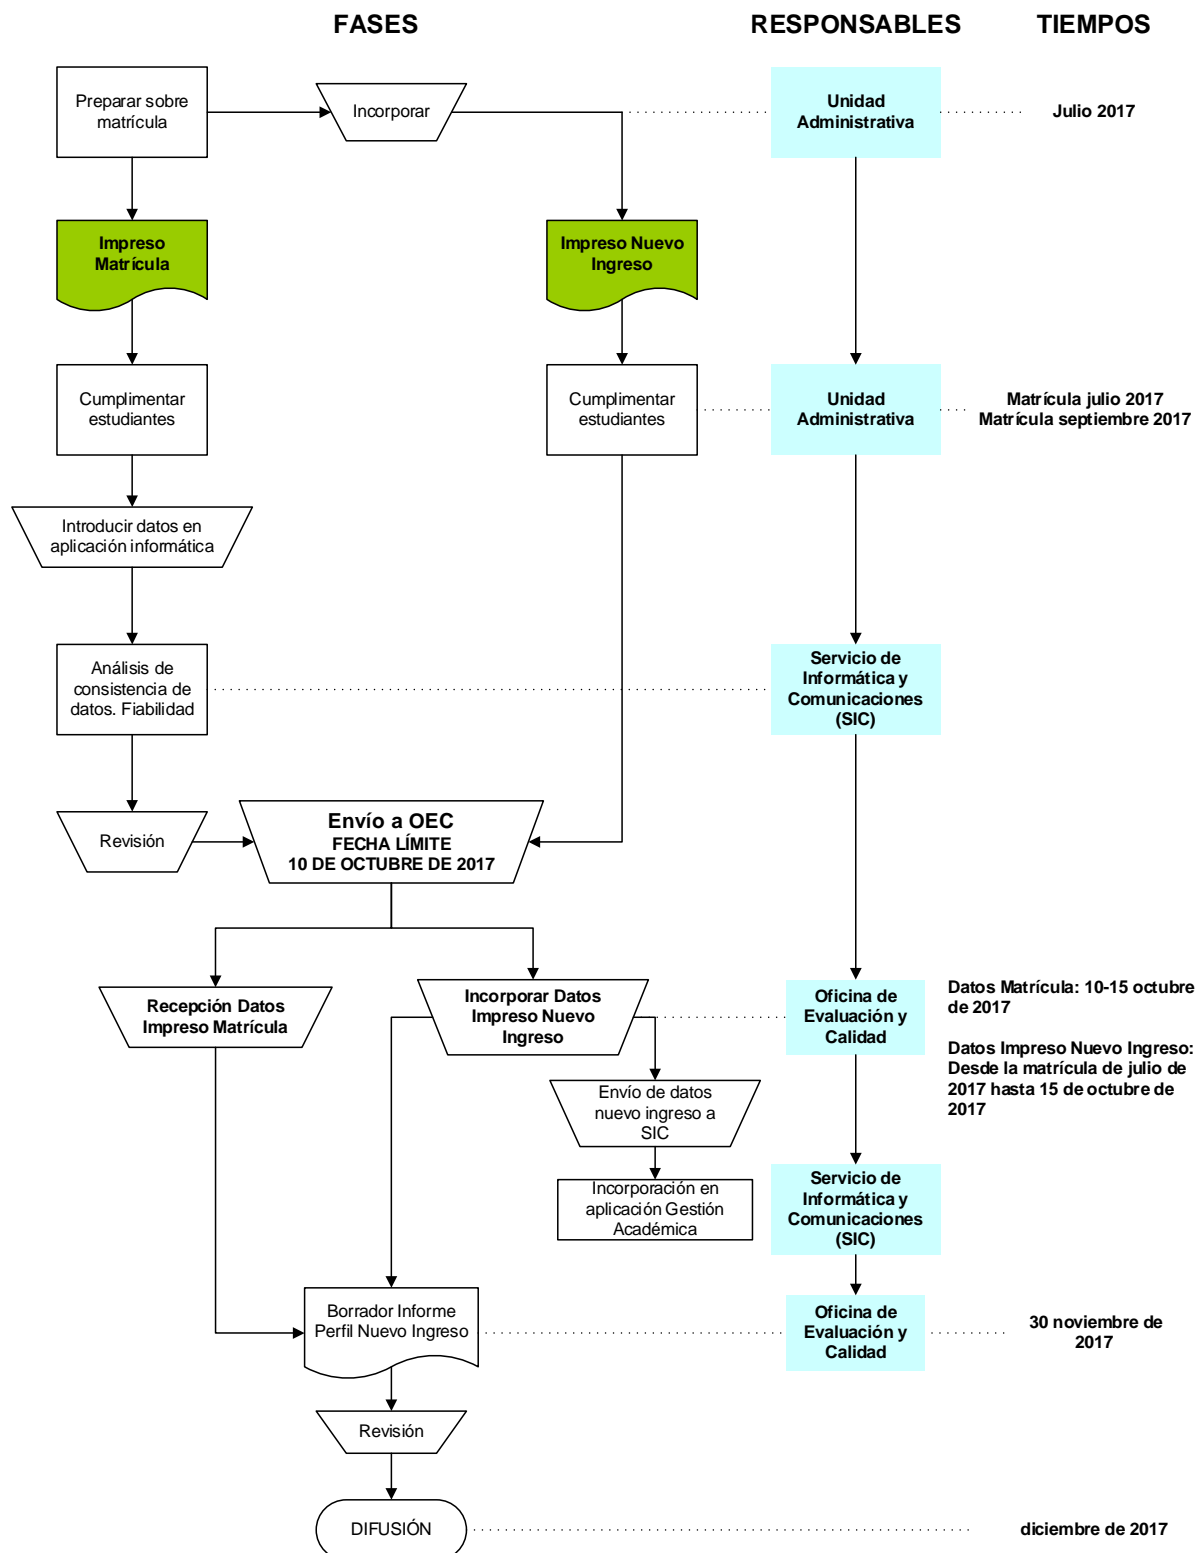 FASES
RESPONSABLES
TIEMPOS
Preparar sobre
matrícula
Incorporar
Unidad
Administrativa
Julio 2017
Impreso
Matrícula
Impreso Nuevo
Ingreso
Cumplimentar
estudiantes
Cumplimentar
estudiantes
Unidad
Administrativa
Matrícula julio 2017
Matrícula septiembre 2017
Introducir datos en
aplicación informática
Análisis de
consistencia de
datos. Fiabilidad
Servicio de
Informática y
Comunicaciones
(SIC)
Revisión
Envío a OEC
FECHA LÍMITE
10 DE OCTUBRE DE 2017
Recepción Datos
Impreso Matrícula
Incorporar Datos
Impreso Nuevo
Ingreso
Oficina de
Evaluación y
Calidad
Datos Matrícula: 10-15 octubre
de 2017
Datos Impreso Nuevo Ingreso:
Desde la matrícula de julio de
2017 hasta 15 de octubre de
2017
Envío de datos
nuevo ingreso a
SIC
Incorporación en
aplicación Gestión
Académica
Servicio de
Informática y
Comunicaciones
(SIC)
Borrador Informe
Perfil Nuevo Ingreso
Oficina de
Evaluación y
Calidad
30 noviembre de
2017
Revisión
DIFUSIÓN
diciembre de 2017